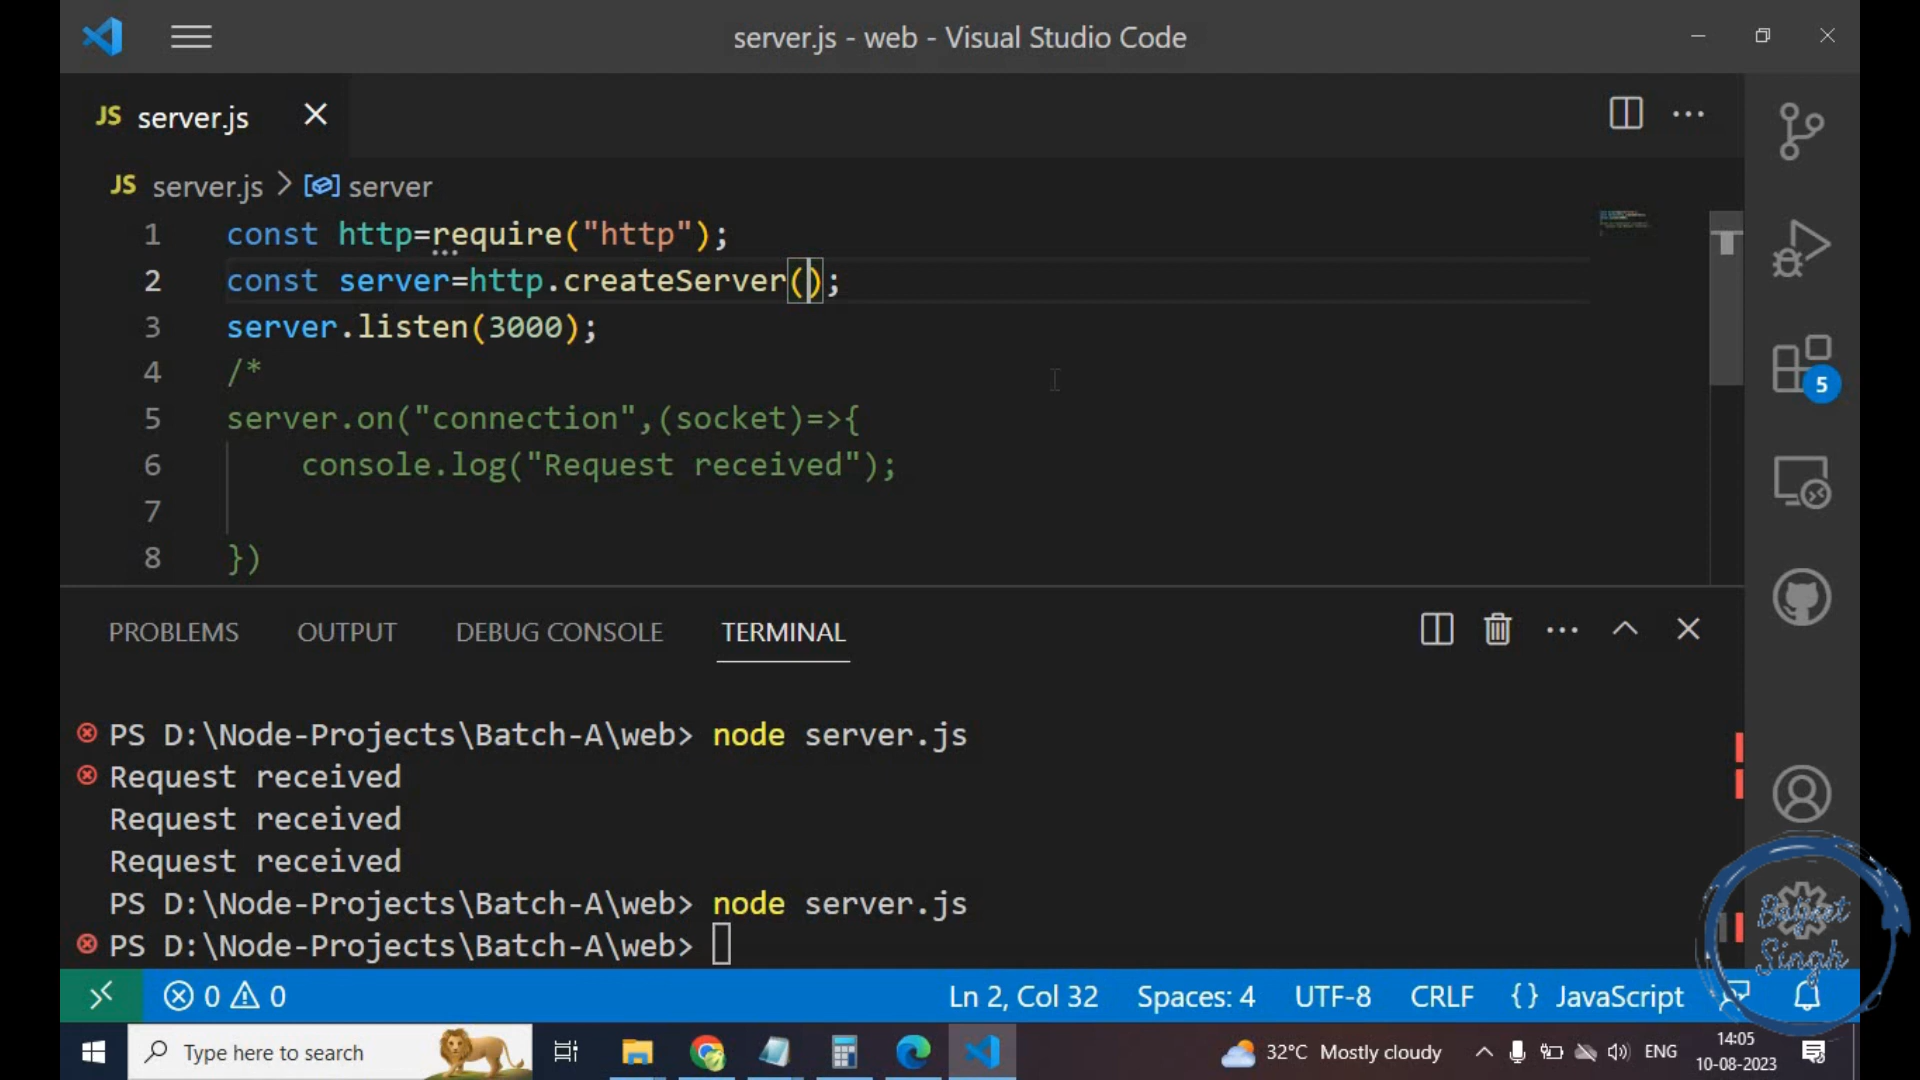 server.js - web - Visual Studio Code
JS server.js
JS server.js > server
1 const http=require("http");
2 const server=http.createServer();
3 server.listen(3000);
4 /*
5 server.on("connection",(socket)=>{
6 console.log("Request received");
7
8 })
5
PROBLEMS OUTPUT DEBUG CONSOLE TERMINAL
PS D:\Node-Projects\Batch-A\web> node server.js
Request received
Request received
Request received
PS D:\Node-Projects\Batch-A\web> node server.js
PS D:\Node-Projects\Batch-A\web>
Baljeet
Singh
0 0 Ln 2, Col 32 Spaces: 4 UTF-8 CRLF {} JavaScript
Type here to search 32°C Mostly cloudy ENG 14:05
10-08-2023